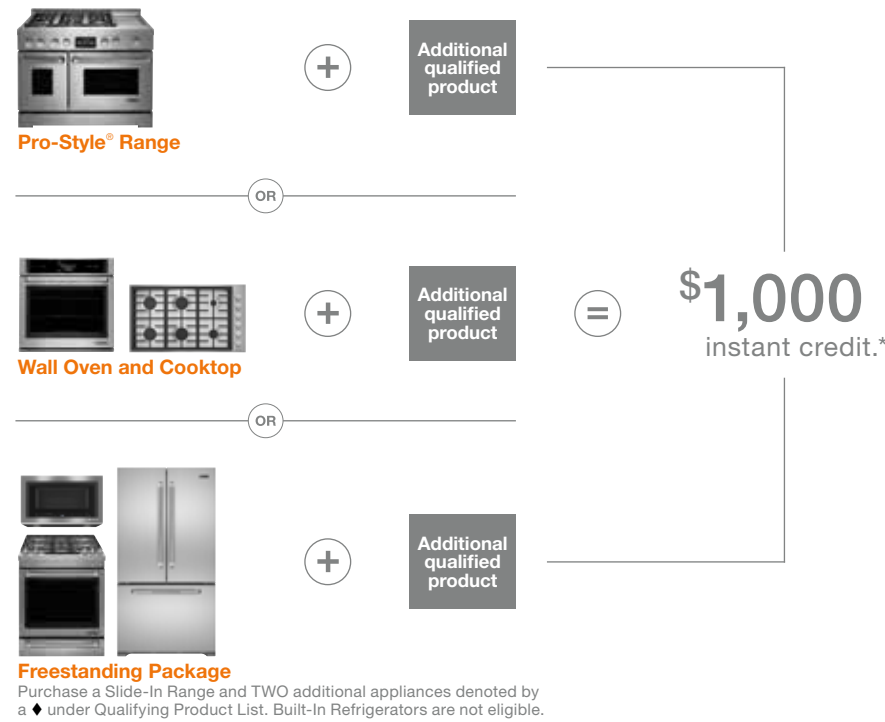 Additional
qualified
product
Pro-Style® Range
OR
Additional
qualified
product
Wall Oven and Cooktop
$1,000
instant credit.*
OR
Additional
qualified
product
Freestanding Package
Purchase a Slide-In Range and TWO additional appliances denoted by
a ♦ under Qualifying Product List. Built-In Refrigerators are not eligible.